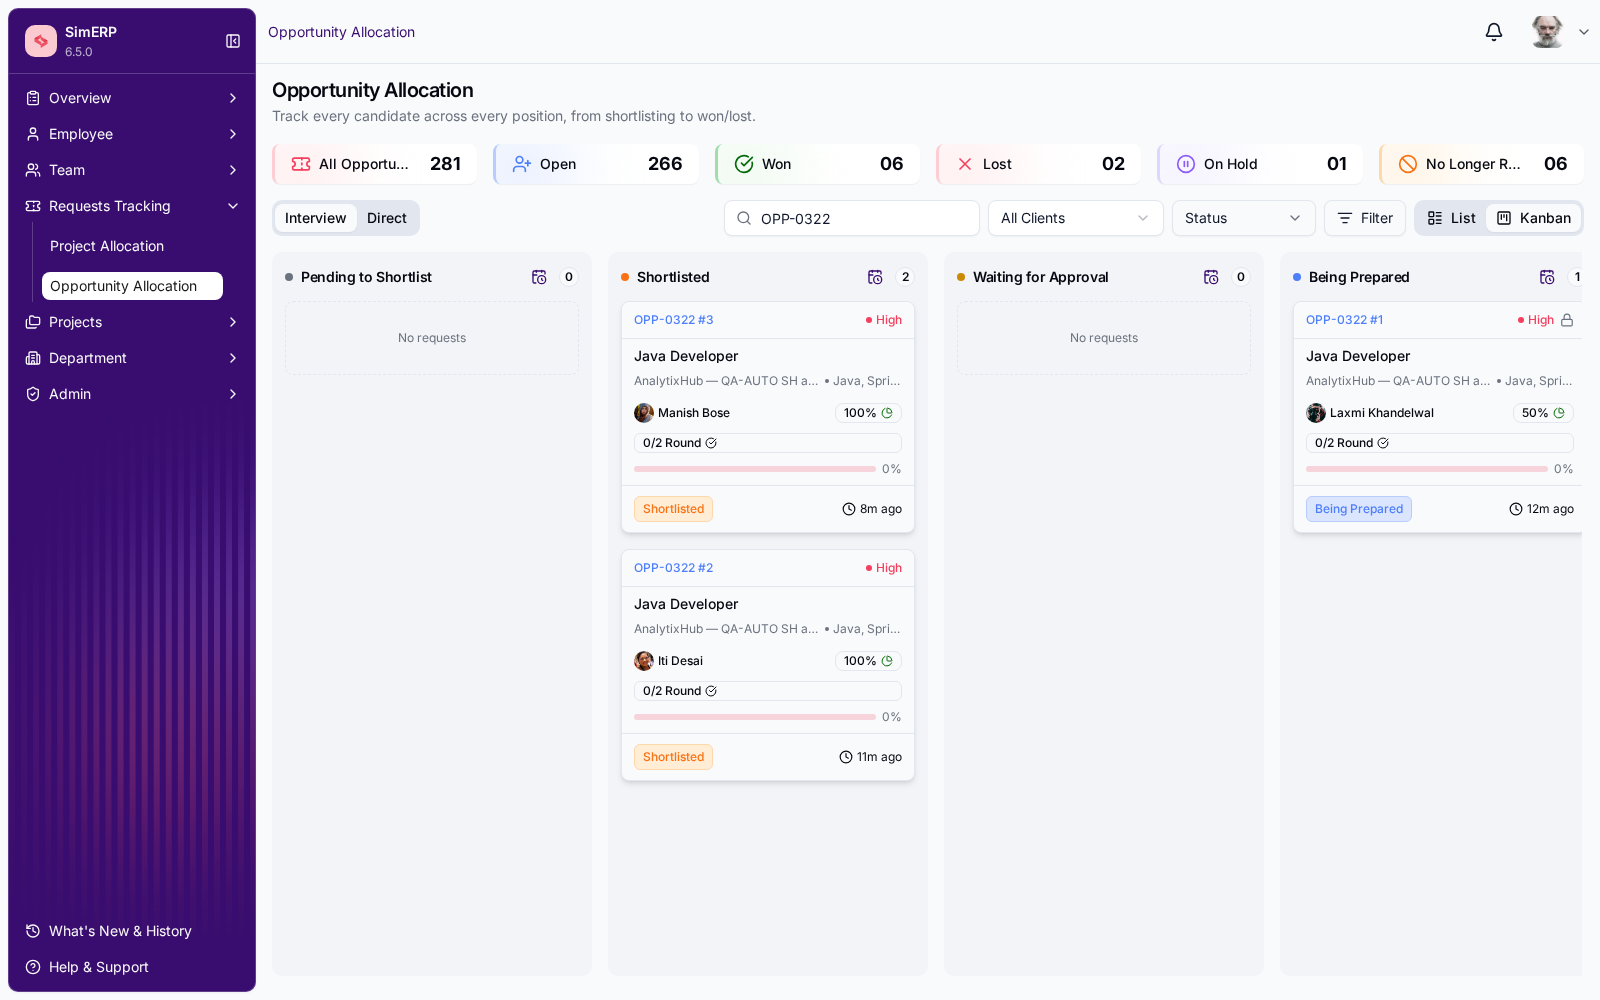 SimERP
6.5.0
Overview
Employee
Team
Requests Tracking
Project Allocation
Opportunity Allocation
Projects
Department
Admin
What's New & History
Help & Support
Opportunity Allocation
Opportunity Allocation
Track every candidate across every position, from shortlisting to won/lost.
All Opportu... 281
Open 266
Won 06
Lost 02
On Hold 01
No Longer R... 06
Interview Direct
OPP-0322
All Clients
Status
Filter
List Kanban
Pending to Shortlist 0
No requests
Shortlisted 2
OPP-0322 #3 High
Java Developer
AnalytixHub — QA-AUTO SH a... • Java, Spri...
Manish Bose 100%
0/2 Round
0%
Shortlisted 8m ago
OPP-0322 #2 High
Java Developer
AnalytixHub — QA-AUTO SH a... • Java, Spri...
Iti Desai 100%
0/2 Round
0%
Shortlisted 11m ago
Waiting for Approval 0
No requests
Being Prepared 1
OPP-0322 #1 High
Java Developer
AnalytixHub — QA-AUTO SH a... • Java, Spri...
Laxmi Khandelwal 50%
0/2 Round
0%
Being Prepared 12m ago